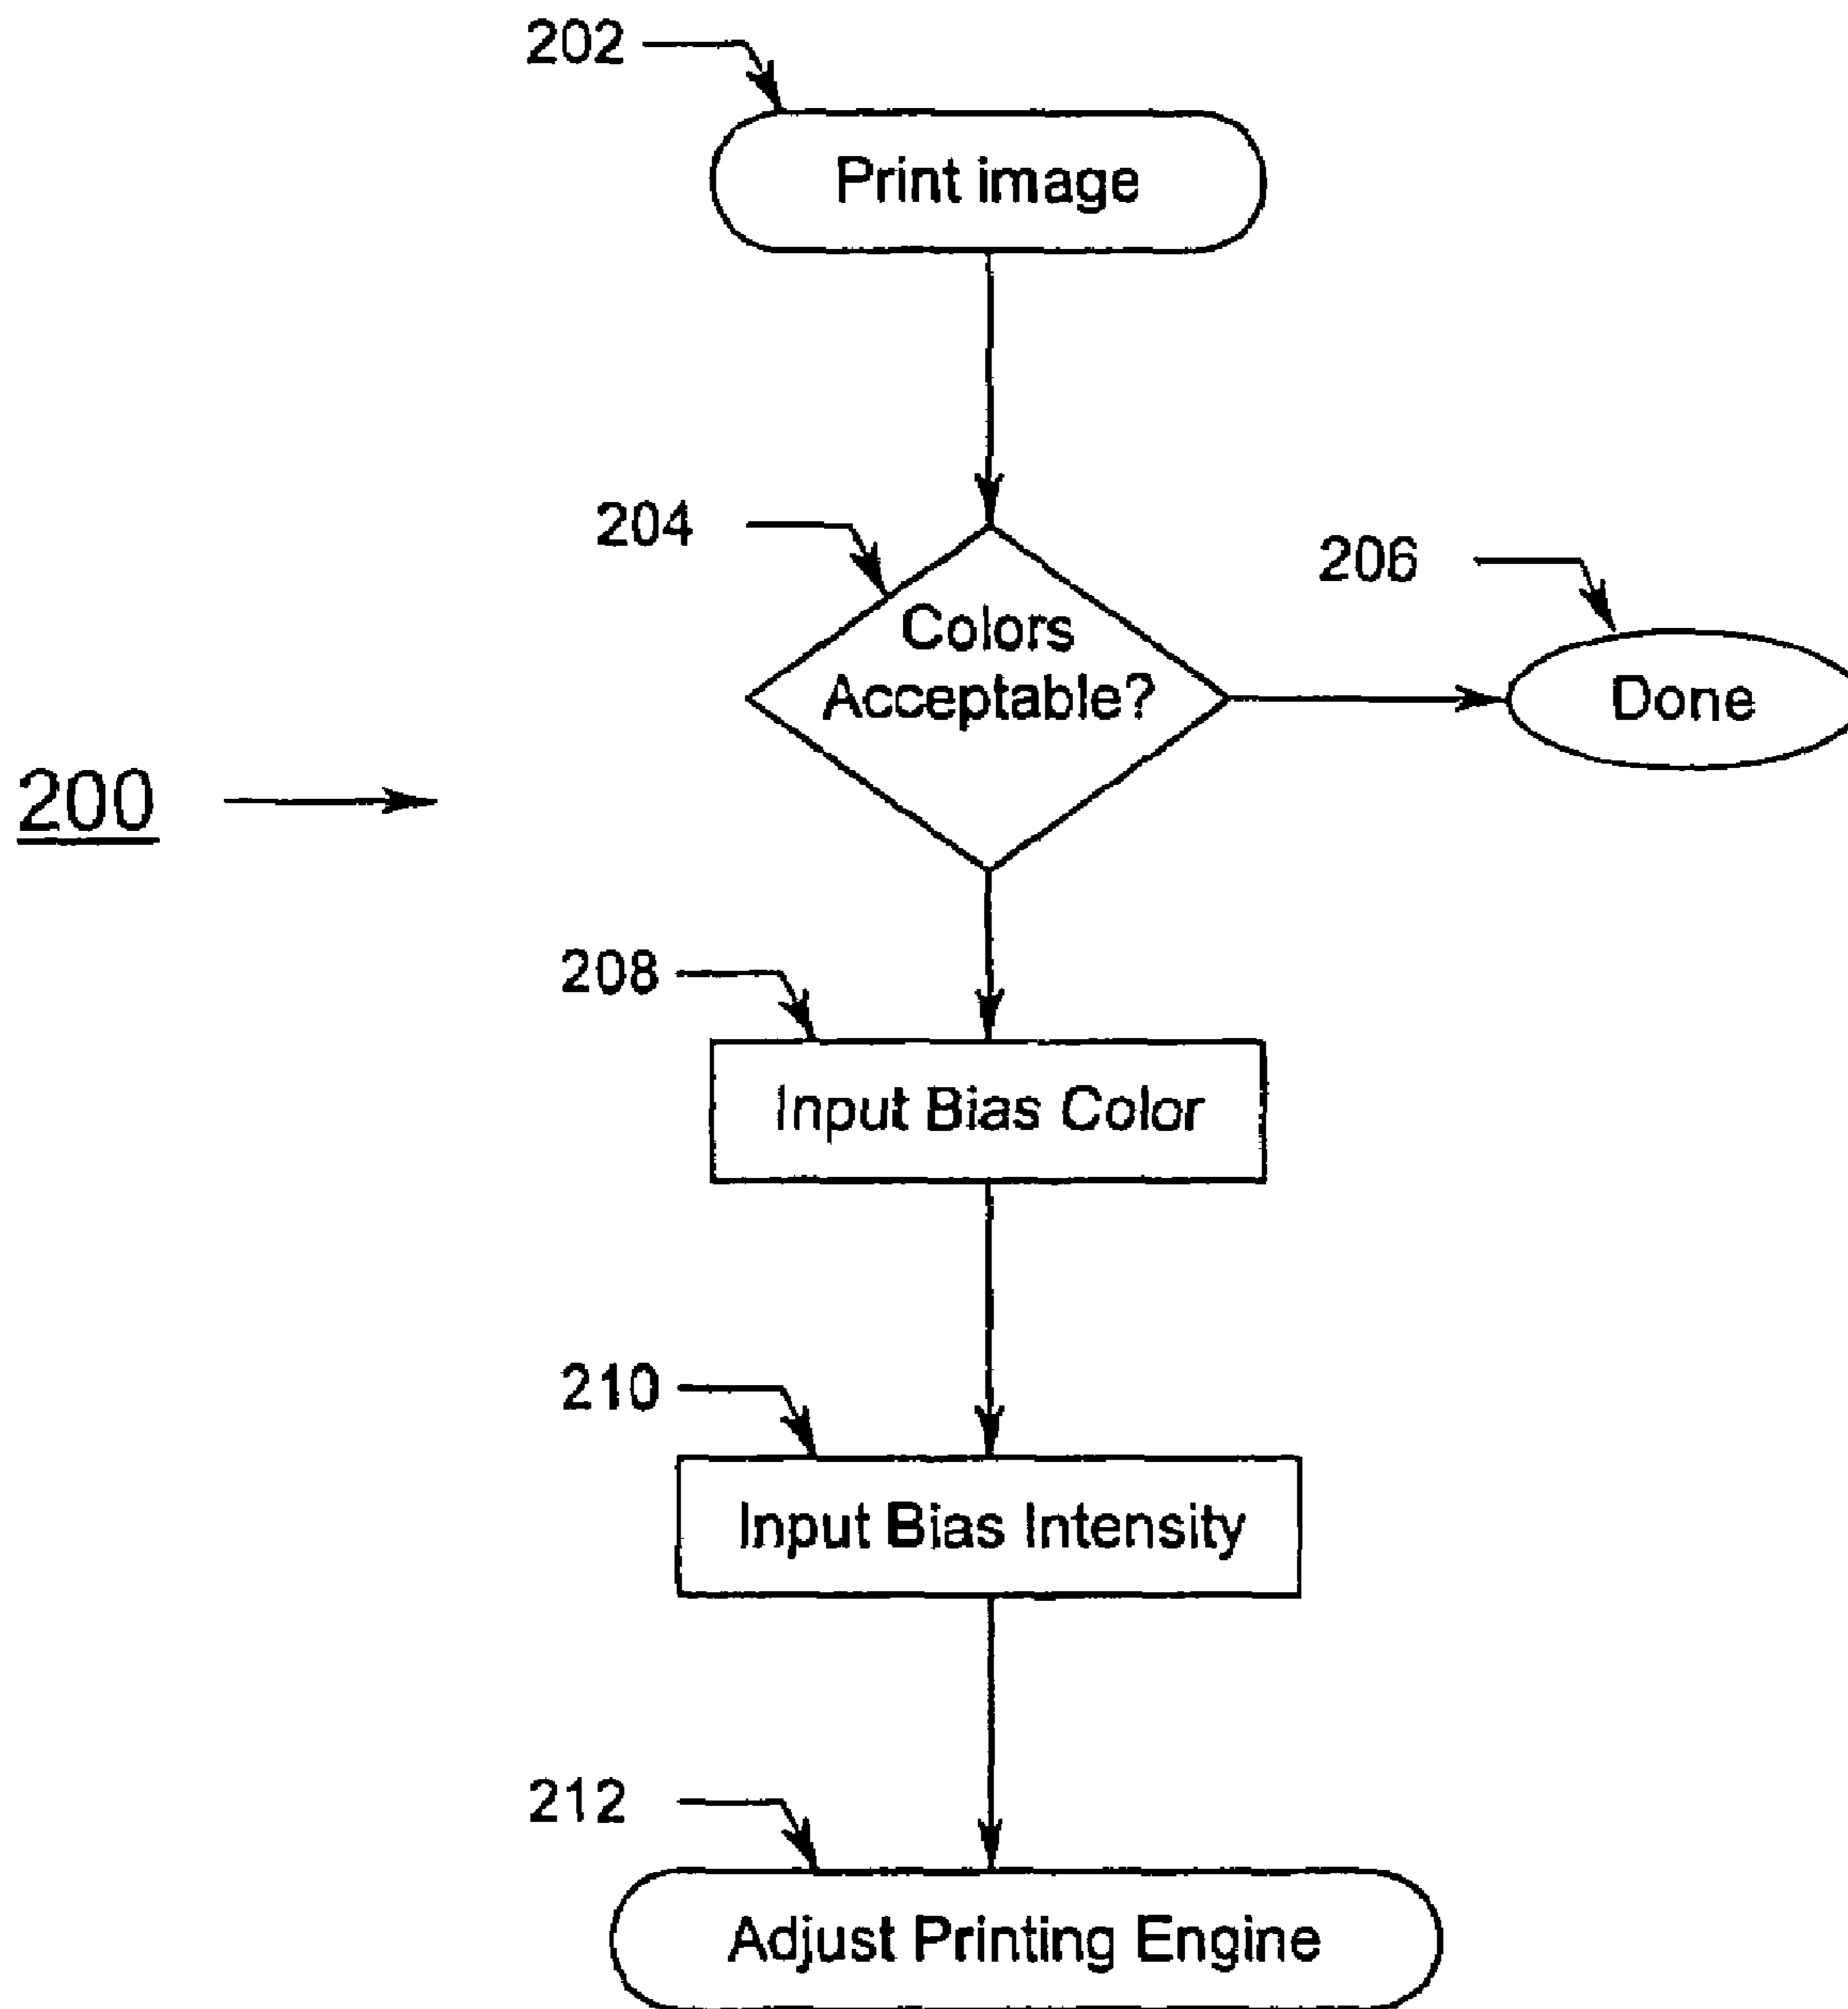 202
Print image
204
Colors
Acceptable?
206
Done
200
208
Input Bias Color
210
Input Bias Intensity
212
Adjust Printing Engine